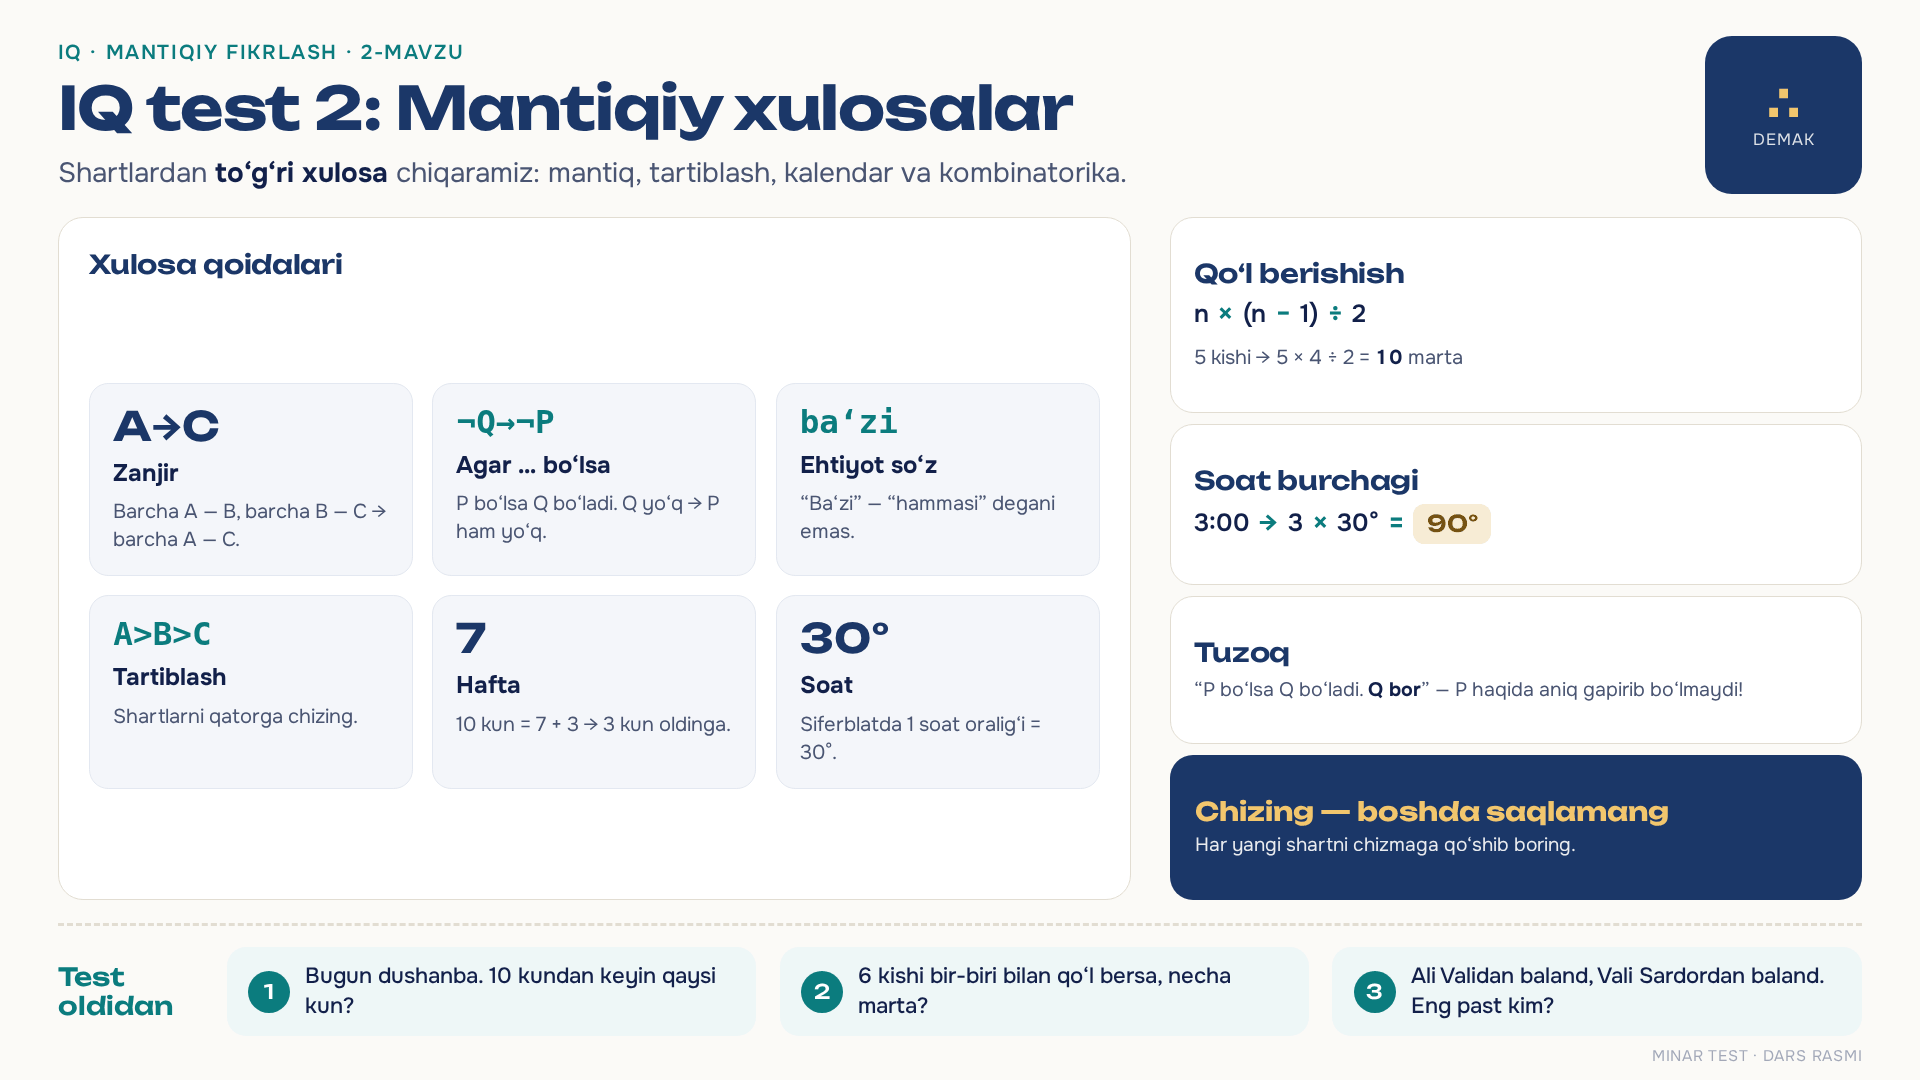 IQ · MANTIQIY FIKRLASH · 2-MAVZU
IQ test 2: Mantiqiy xulosalar
Shartlardan to‘g‘ri xulosa chiqaramiz: mantiq, tartiblash, kalendar va kombinatorika.
∴
DEMAK
Xulosa qoidalari
A→C
Zanjir
Barcha A — B, barcha B — C →
barcha A — C.
¬Q→¬P
Agar ... bo‘lsa
P bo‘lsa Q bo‘ladi. Q yo‘q → P
ham yo‘q.
ba‘zi
Ehtiyot so‘z
“Ba‘zi” — “hammasi” degani
emas.
A>B>C
Tartiblash
Shartlarni qatorga chizing.
7
Hafta
10 kun = 7 + 3 → 3 kun oldinga.
30°
Soat
Siferblatda 1 soat oralig‘i =
30°.
Qo‘l berishish
n × (n − 1) ÷ 2
5 kishi → 5 × 4 ÷ 2 = 10 marta
Soat burchagi
3:00 → 3 × 30° = 90°
Tuzoq
“P bo‘lsa Q bo‘ladi. Q bor” — P haqida aniq gapirib bo‘lmaydi!
Chizing — boshda saqlamang
Har yangi shartni chizmaga qo‘shib boring.
Test
oldidan
1 Bugun dushanba. 10 kundan keyin qaysi
kun?
2 6 kishi bir-biri bilan qo‘l bersa, necha
marta?
3 Ali Validan baland, Vali Sardordan baland.
Eng past kim?
MINAR TEST · DARS RASMI